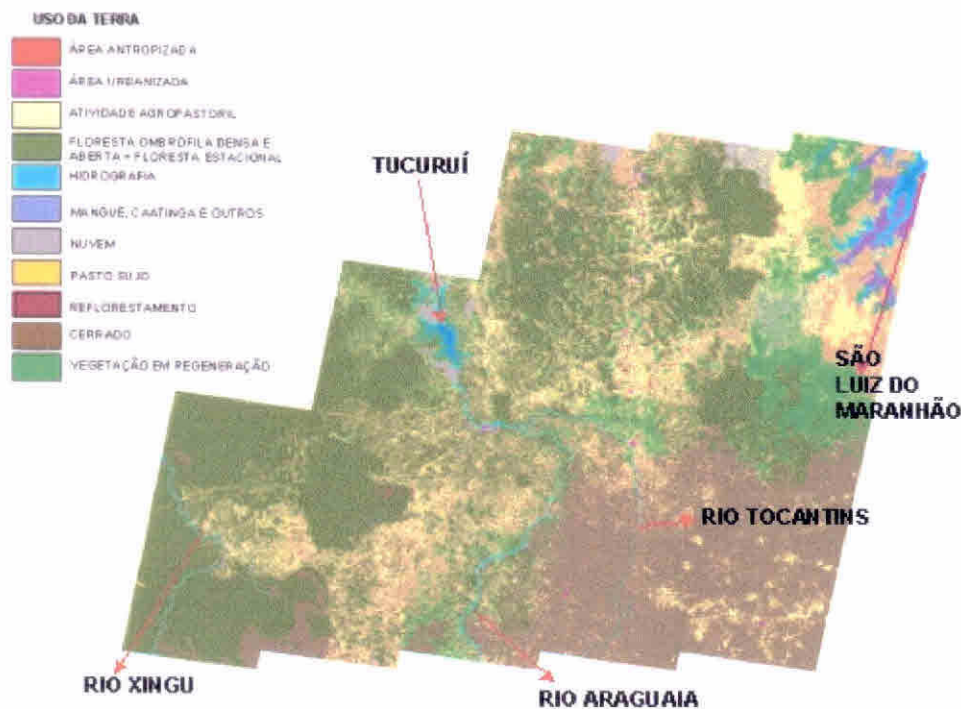 USO DA TERRA
ÁREA ANTROPIZADA
ÁREA URBANIZADA
ATIVIDADE AGROPASTORIL
FLORESTA OMBRÓFILA DENSA E
ABERTA + FLORESTA ESTACIONAL
HIDROGRAFIA
MANGUE, CAATINGA E OUTROS
NUVEM
PASTO SUJO
REFLORESTAMENTO
CERRADO
VEGETAÇÃO EM REGENERAÇÃO
TUCURUÍ
SÃO
LUIZ DO
MARANHÃO
RIO TOCANTINS
RIO XINGU
RIO ARAGUAIA